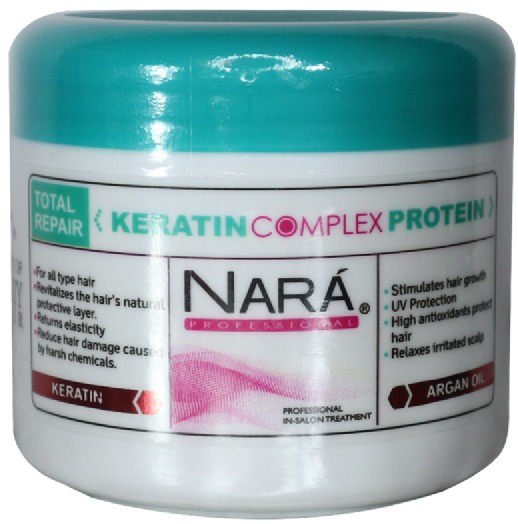 TOTAL
REPAIR
KERATIN COMPLEX PROTEIN
For all type hair
Revitalizes the hair's natural
protective layer.
Returns elasticity
Reduce hair damage caused
by harsh chemicals.
KERATIN
NARÁ®
PROFESSIONAL
PROFESSIONAL
IN-SALON TREATMENT
Stimulates hair growth
UV Protection
High antioxidants protect
hair
Relaxes irritated scalp
ARGAN OIL